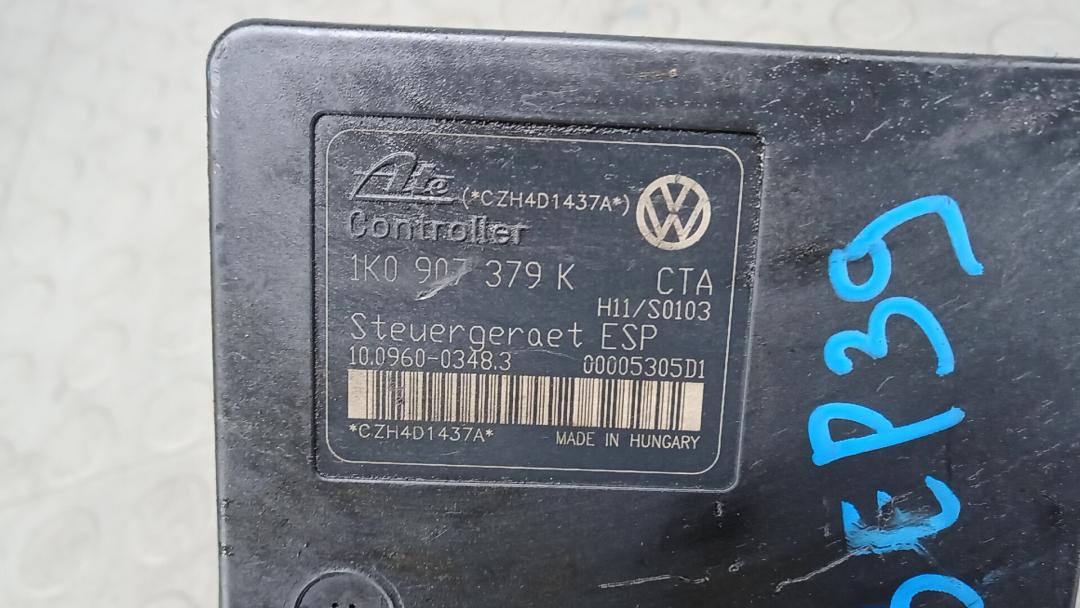 Ate (*CZH4D1437A*)
Controller
1K0 907 379 K CTA
H11/S0103
Steuergeraet ESP
10.0960-0348.3 00005305D1
*CZH4D1437A* MADE IN HUNGARY
EP39